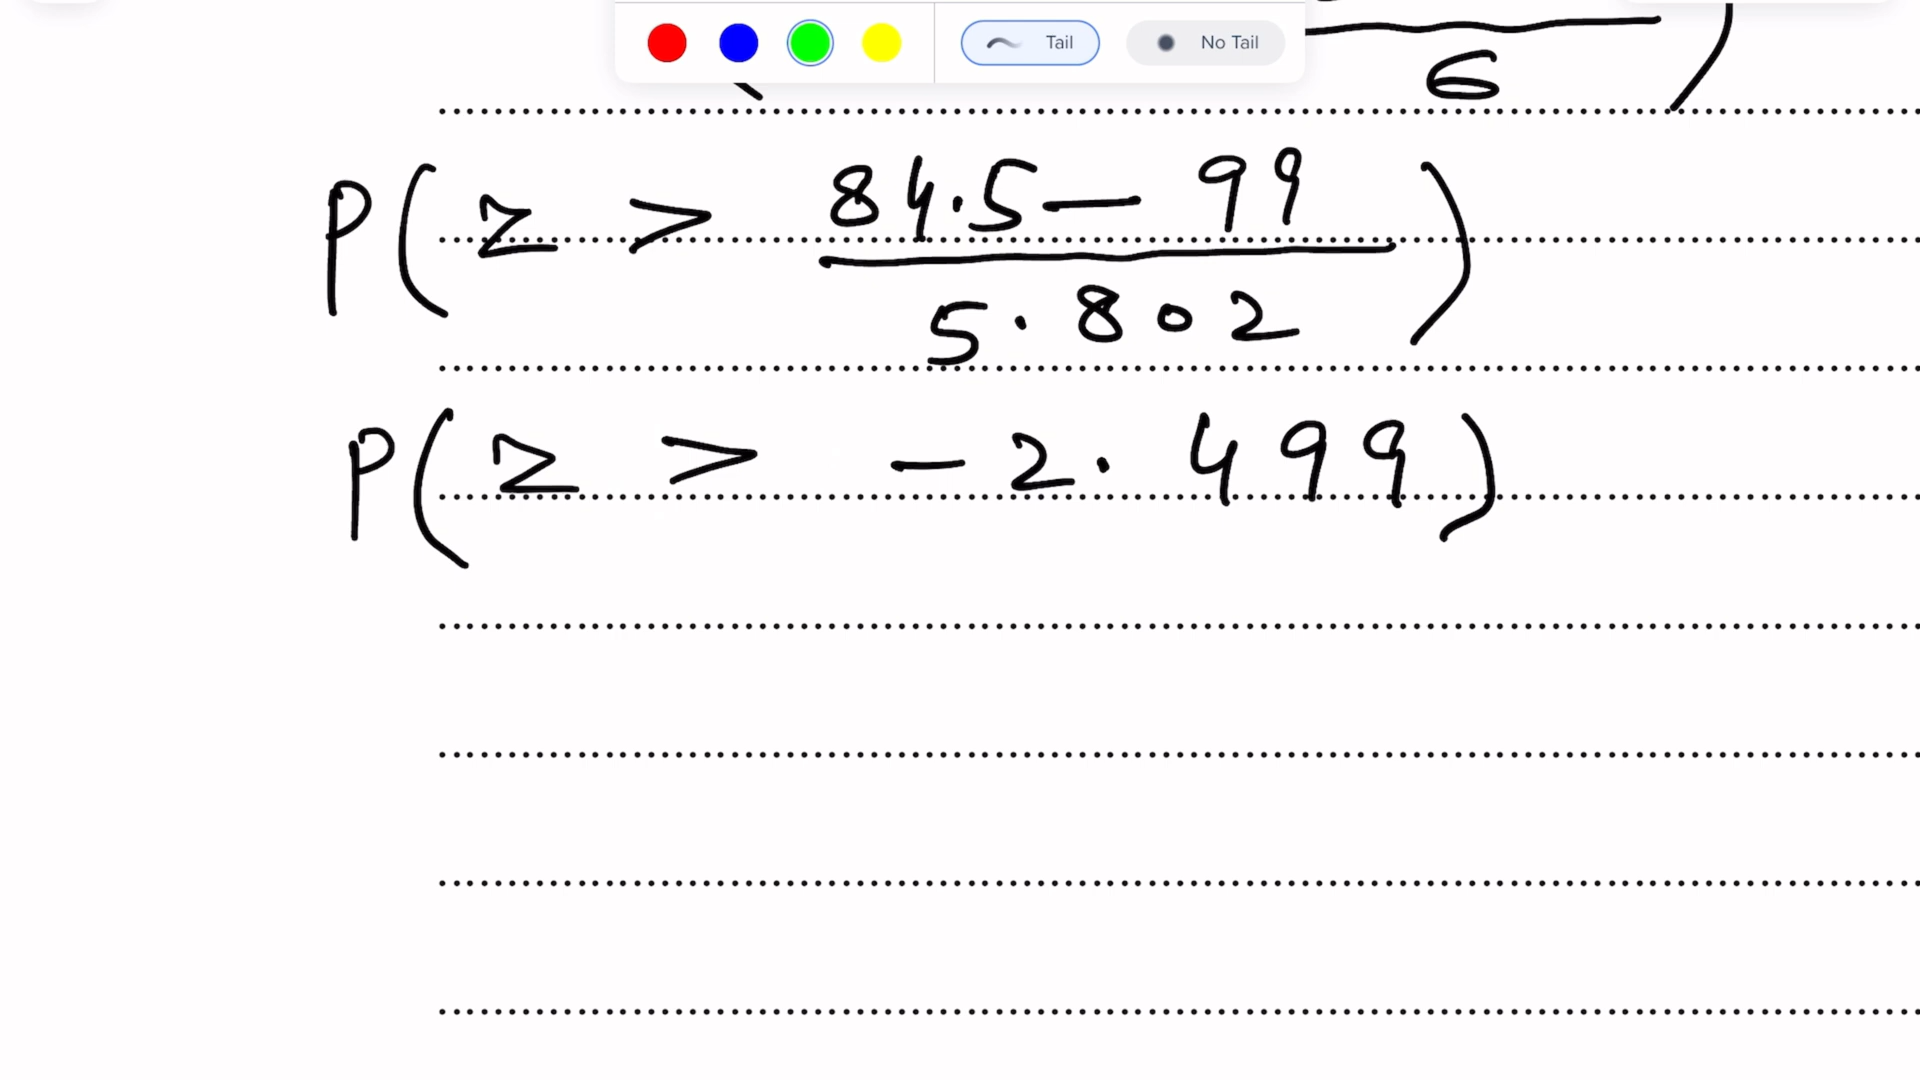 Tail No Tail
6 )
P( z > 84.5 — 99 )
5.802
P( z > - 2.499)